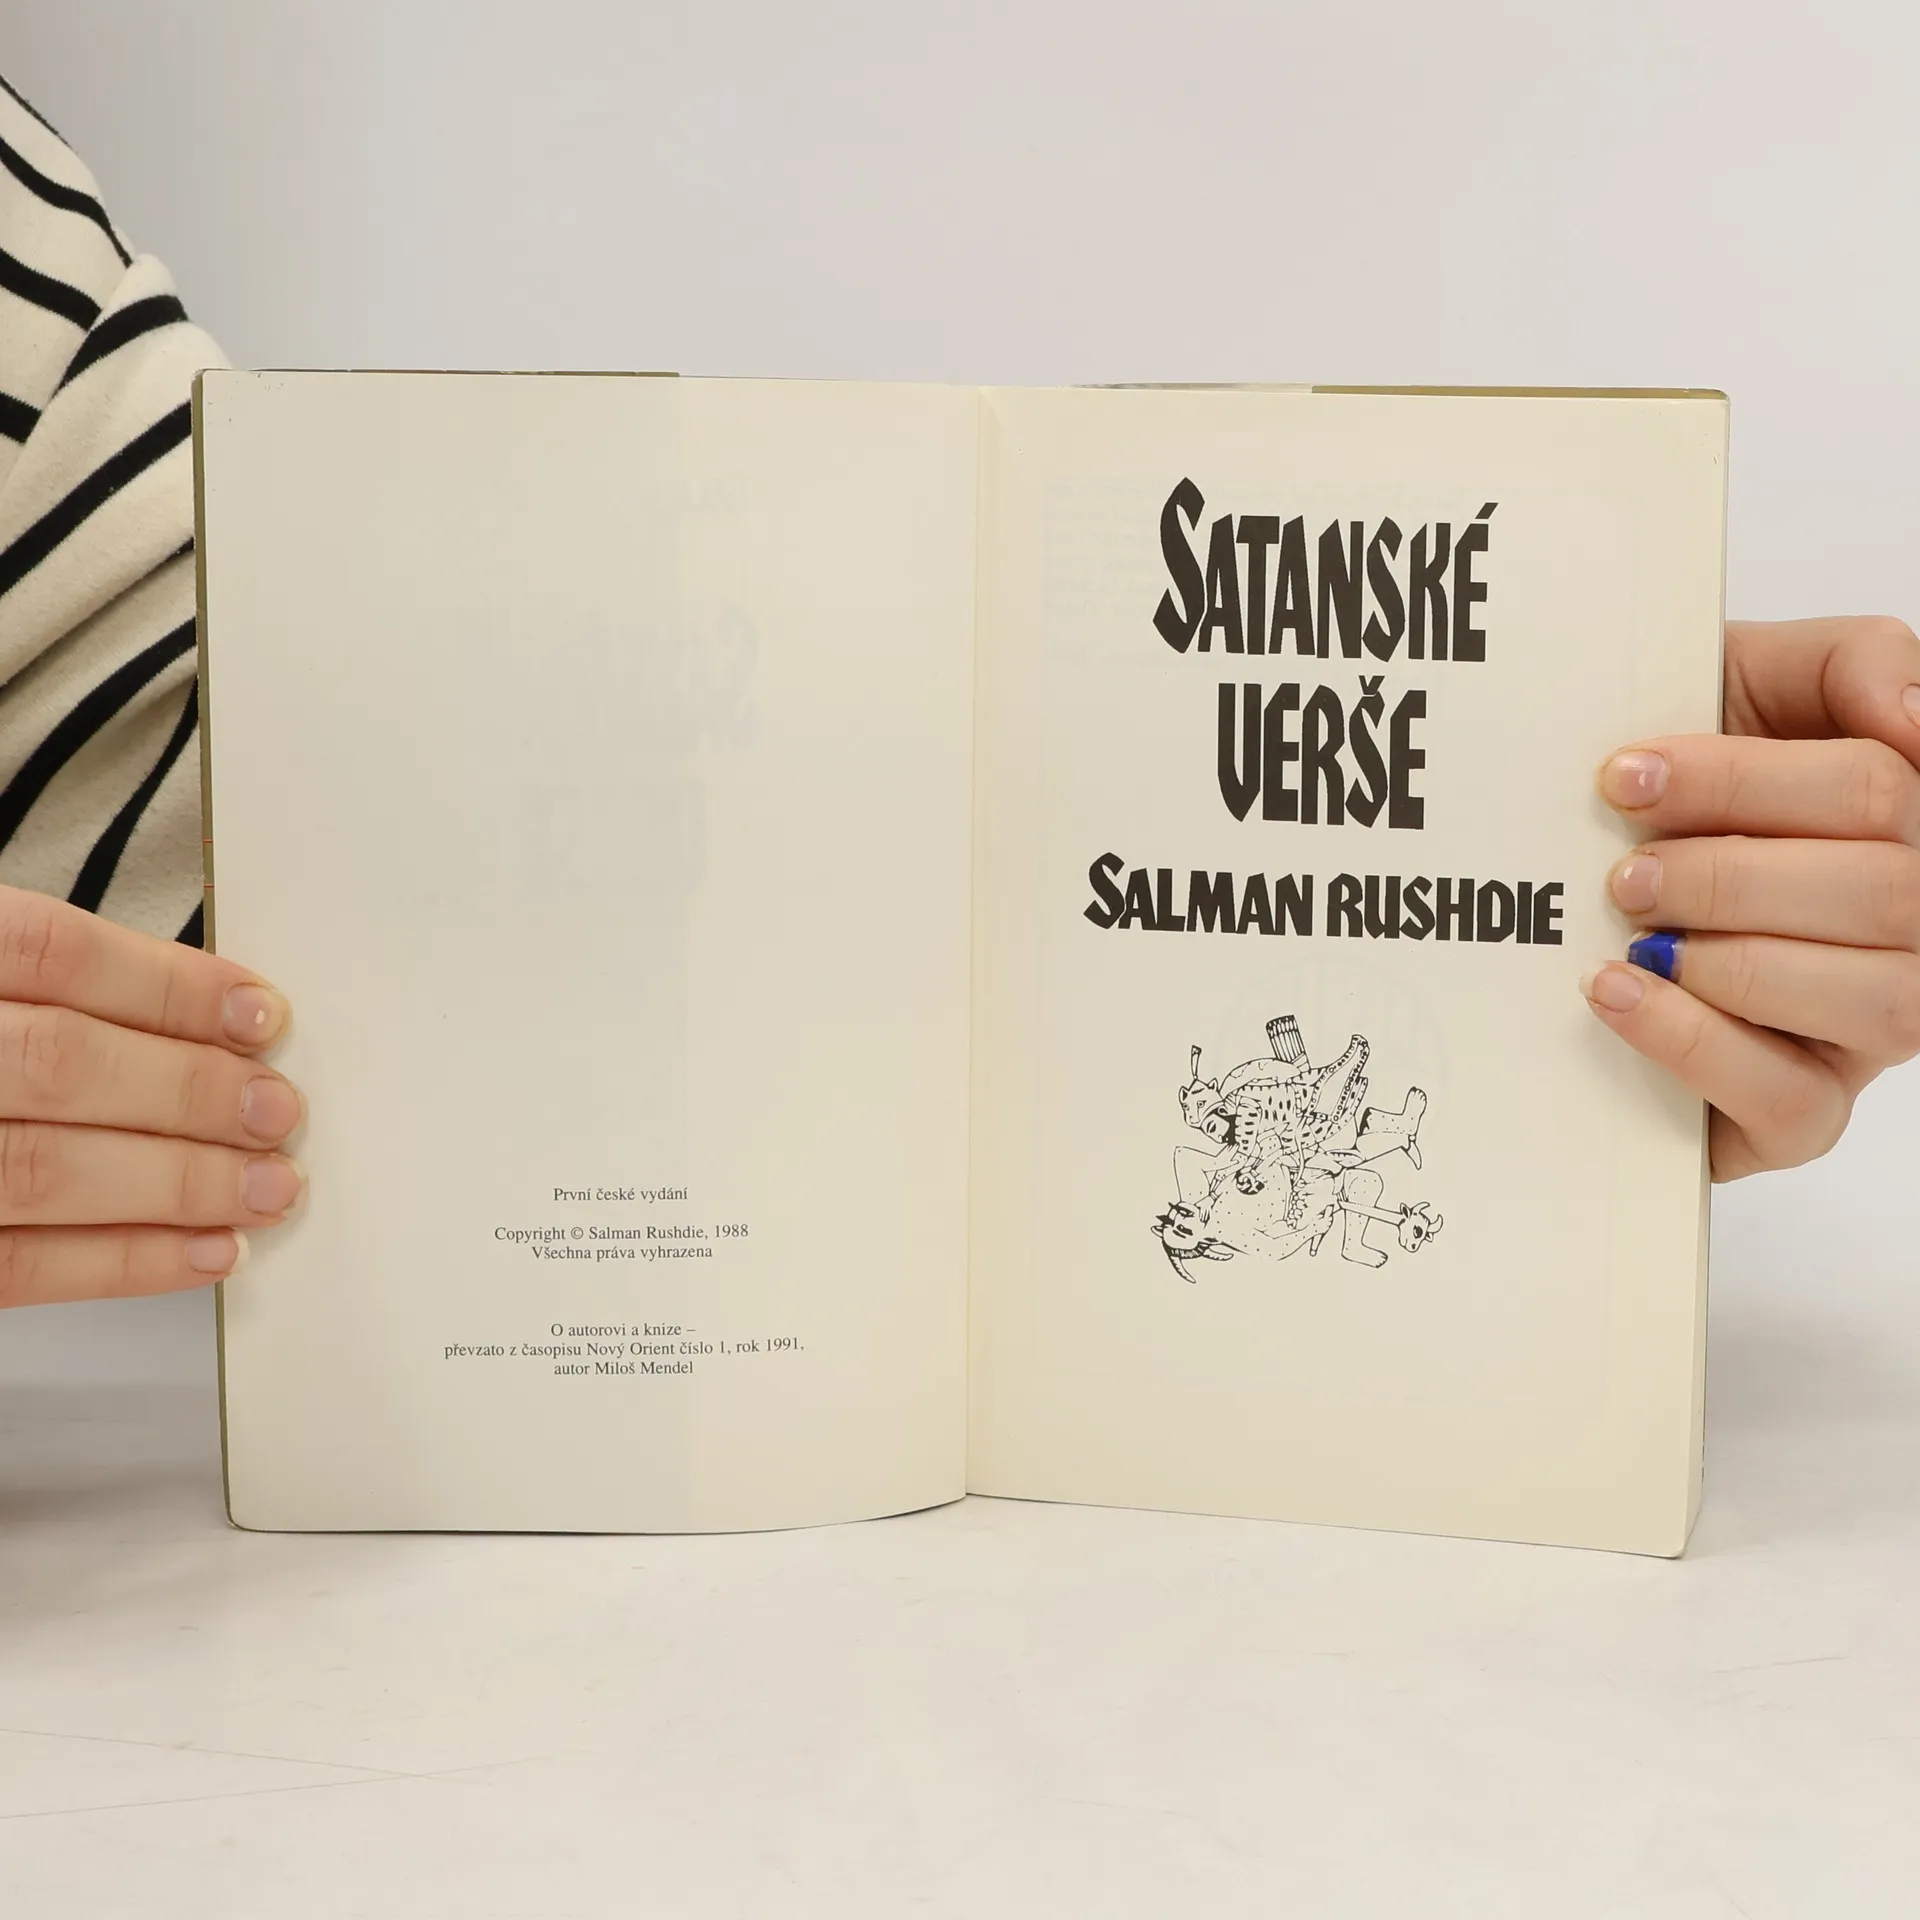 První české vydání
Copyright © Salman Rushdie, 1988
Všechna práva vyhrazena
O autorovi a knize –
převzato z časopisu Nový Orient číslo 1, rok 1991,
autor Miloš Mendel
SATANSKÉ
VERŠE
SALMAN RUSHDIE